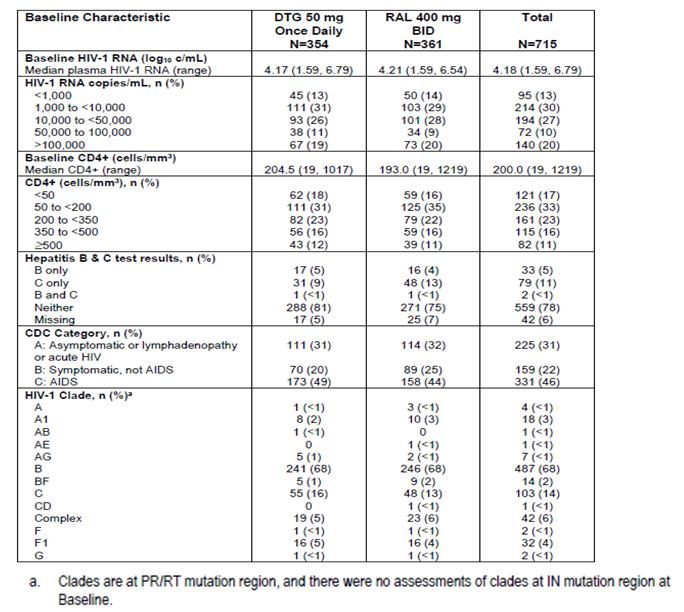 Baseline Characteristic DTG 50 mg Once Daily N=354 RAL 400 mg BID N=361 Total N=715
Baseline HIV-1 RNA (log10 c/mL)
Median plasma HIV-1 RNA (range) 4.17 (1.59, 6.79) 4.21 (1.59, 6.54) 4.18 (1.59, 6.79)
HIV-1 RNA copies/mL, n (%)
<1,000 45 (13) 50 (14) 95 (13)
1,000 to <10,000 111 (31) 103 (29) 214 (30)
10,000 to <50,000 93 (26) 101 (28) 194 (27)
50,000 to 100,000 38 (11) 34 (9) 72 (10)
>100,000 67 (19) 73 (20) 140 (20)
Baseline CD4+ (cells/mm³)
Median CD4+ (range) 204.5 (19, 1017) 193.0 (19, 1219) 200.0 (19, 1219)
CD4+ (cells/mm³), n (%)
<50 62 (18) 59 (16) 121 (17)
50 to <200 111 (31) 125 (35) 236 (33)
200 to <350 82 (23) 79 (22) 161 (23)
350 to <500 56 (16) 59 (16) 115 (16)
≥500 43 (12) 39 (11) 82 (11)
Hepatitis B & C test results, n (%)
B only 17 (5) 16 (4) 33 (5)
C only 31 (9) 48 (13) 79 (11)
B and C 1 (<1) 1 (<1) 2 (<1)
Neither 288 (81) 271 (75) 559 (78)
Missing 17 (5) 25 (7) 42 (6)
CDC Category, n (%)
A: Asymptomatic or lymphadenopathy 111 (31) 114 (32) 225 (31)
or acute HIV
B: Symptomatic, not AIDS 70 (20) 89 (25) 159 (22)
C: AIDS 173 (49) 158 (44) 331 (46)
HIV-1 Clade, n (%)ᵃ
A 1 (<1) 3 (<1) 4 (<1)
A1 8 (2) 10 (3) 18 (3)
AB 1 (<1) 0 1 (<1)
AE 0 1 (<1) 1 (<1)
AG 5 (1) 2 (<1) 7 (<1)
B 241 (68) 246 (68) 487 (68)
BF 5 (1) 9 (2) 14 (2)
C 55 (16) 48 (13) 103 (14)
CD 0 1 (<1) 1 (<1)
Complex 19 (5) 23 (6) 42 (6)
F 1 (<1) 1 (<1) 2 (<1)
F1 16 (5) 16 (4) 32 (4)
G 1 (<1) 1 (<1) 2 (<1)
a. Clades are at PR/RT mutation region, and there were no assessments of clades at IN mutation region at
Baseline.